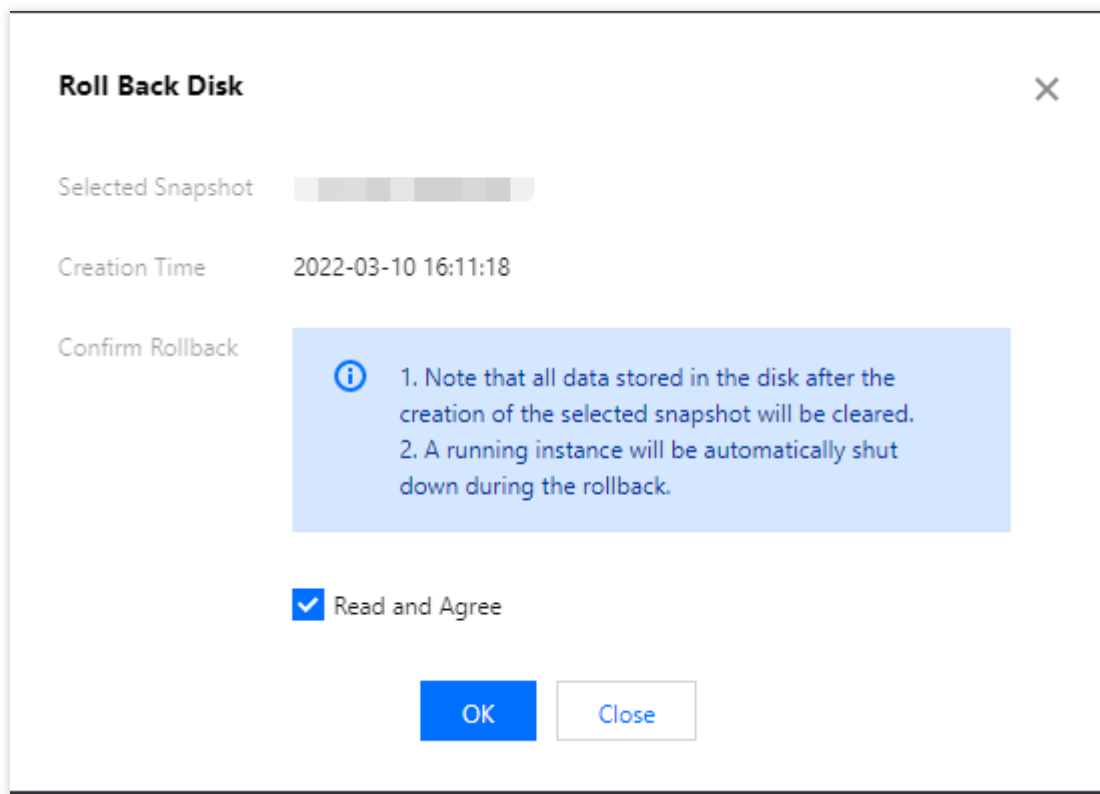 Roll Back Disk
Selected Snapshot
Creation Time 2022-03-10 16:11:18
Confirm Rollback
1. Note that all data stored in the disk after the
creation of the selected snapshot will be cleared.
2. A running instance will be automatically shut
down during the rollback.
Read and Agree
OK Close